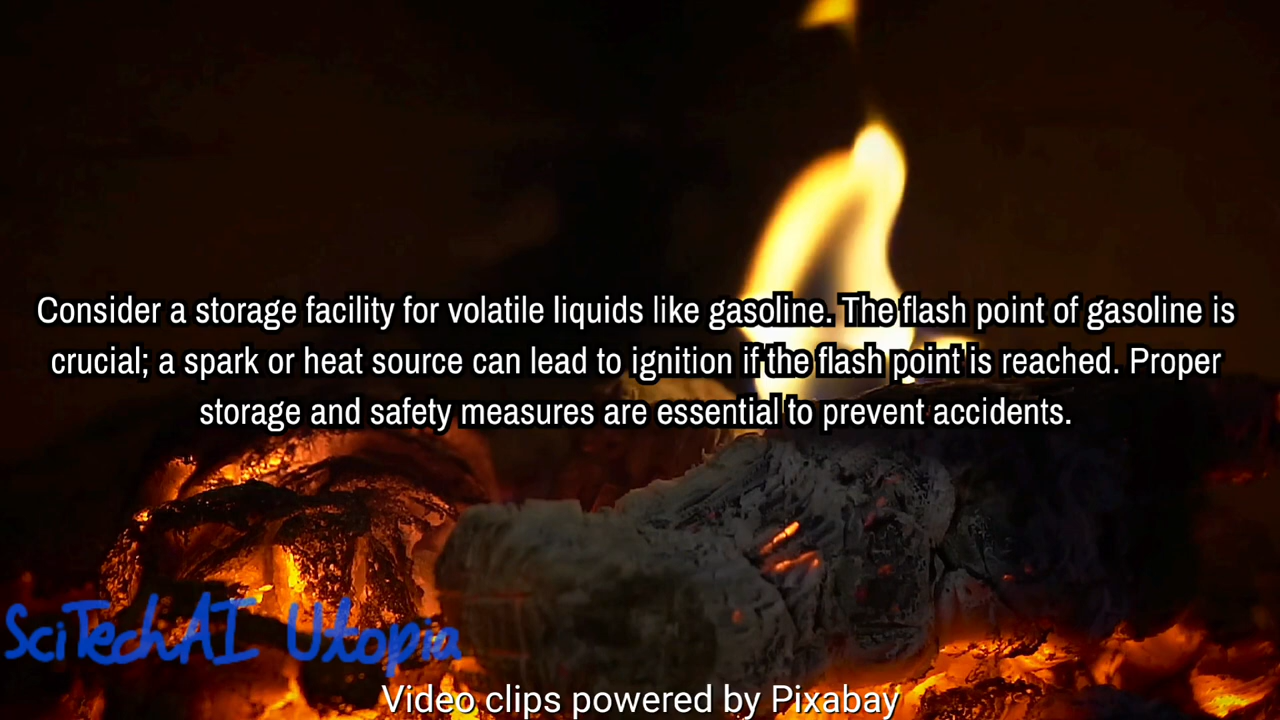 Consider a storage facility for volatile liquids like gasoline. The flash point of gasoline is
crucial; a spark or heat source can lead to ignition if the flash point is reached. Proper
storage and safety measures are essential to prevent accidents.
SciTechAI Utopia
Video clips powered by Pixabay